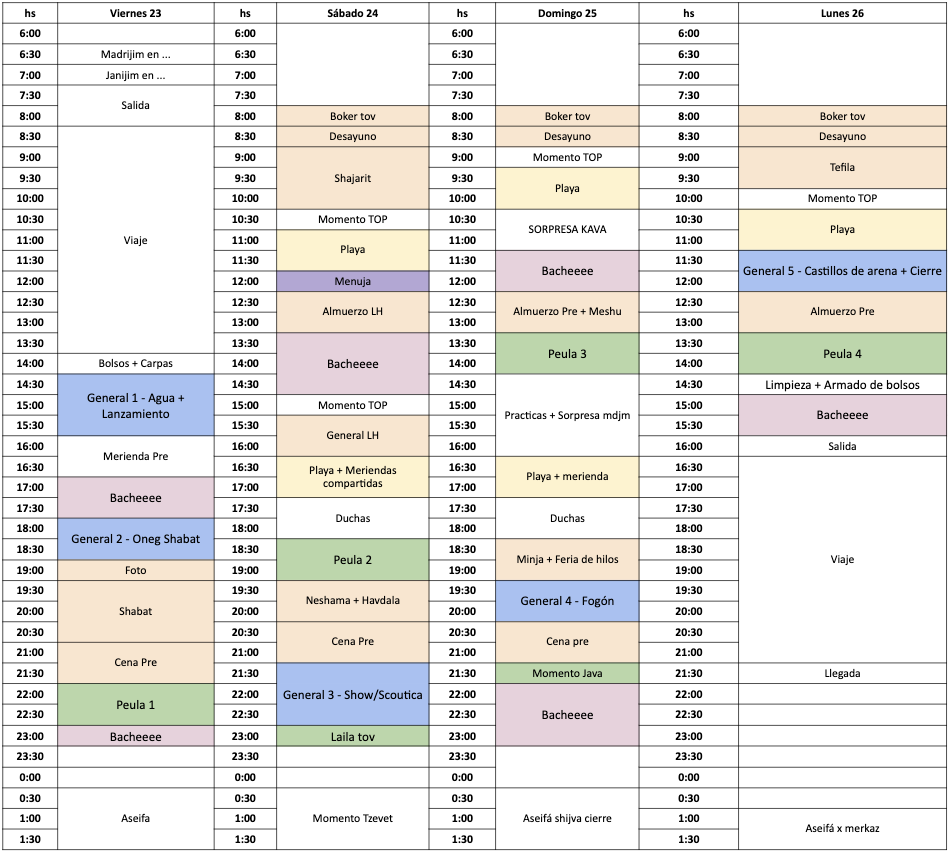 hs Viernes 23 hs Sábado 24 hs Domingo 25 hs Lunes 26
6:00 6:00 6:00 6:00
6:30 Madrijim en ... 6:30 6:30 6:30
7:00 Janijim en ... 7:00 7:00 7:00
7:30 Salida 7:30 7:30 7:30
8:00 8:00 Boker tov 8:00 Boker tov 8:00 Boker tov
8:30 Viaje 8:30 Desayuno 8:30 Desayuno 8:30 Desayuno
9:00 9:00 Shajarit 9:00 Momento TOP 9:00 Tefila
9:30 9:30 9:30 Playa 9:30
10:00 10:00 10:00 10:00 Momento TOP
10:30 10:30 Momento TOP 10:30 SORPRESA KAVA 10:30 Playa
11:00 11:00 Playa 11:00 11:00
11:30 11:30 11:30 Bacheeee 11:30 General 5 - Castillos de arena + Cierre
12:00 12:00 Menuja 12:00 12:00
12:30 12:30 Almuerzo LH 12:30 Almuerzo Pre + Meshu 12:30 Almuerzo Pre
13:00 13:00 13:00 13:00
13:30 13:30 Bacheeee 13:30 Peula 3 13:30 Peula 4
14:00 Bolsos + Carpas 14:00 14:00 14:00
14:30 General 1 - Agua + 14:30 14:30 Practicas + Sorpresa mdjm 14:30 Limpieza + Armado de bolsos
15:00 Lanzamiento 15:00 Momento TOP 15:00 15:00 Bacheeee
15:30 15:30 General LH 15:30 15:30
16:00 Merienda Pre 16:00 16:00 16:00 Salida
16:30 16:30 Playa + Meriendas 16:30 Playa + merienda 16:30 Viaje
17:00 Bacheeee 17:00 compartidas 17:00 17:00
17:30 17:30 Duchas 17:30 Duchas 17:30
18:00 General 2 - Oneg Shabat 18:00 18:00 18:00
18:30 18:30 Peula 2 18:30 Minja + Feria de hilos 18:30
19:00 Foto 19:00 19:00 19:00
19:30 Shabat 19:30 Neshama + Havdala 19:30 General 4 - Fogón 19:30
20:00 20:00 20:00 20:00
20:30 20:30 Cena Pre 20:30 Cena pre 20:30
21:00 Cena Pre 21:00 21:00 21:00
21:30 21:30 General 3 - Show/Scoutica 21:30 Momento Java 21:30 Llegada
22:00 Peula 1 22:00 22:00 Bacheeee 22:00
22:30 22:30 22:30 22:30
23:00 Bacheeee 23:00 Laila tov 23:00 23:00
23:30 23:30 23:30 23:30
0:00 0:00 0:00 0:00
0:30 Aseifa 0:30 Momento Tzevet 0:30 Aseifá shijva cierre 0:30
1:00 1:00 1:00 1:00 Aseifá x merkaz
1:30 1:30 1:30 1:30